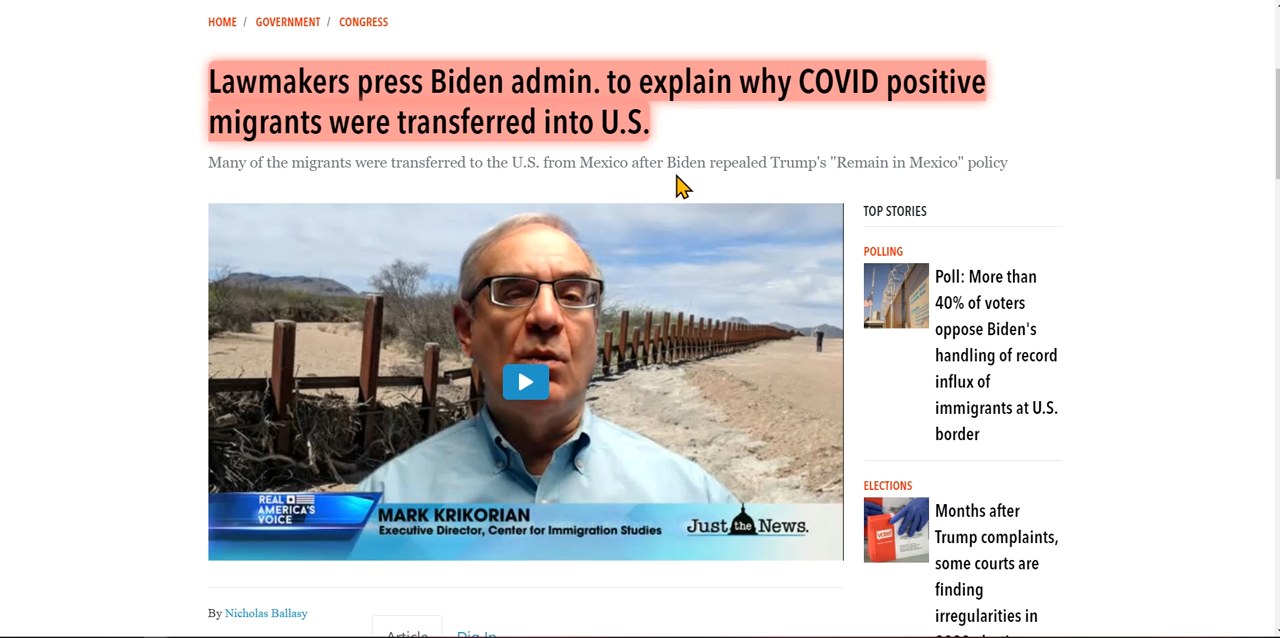 HOME / GOVERNMENT / CONGRESS
Lawmakers press Biden admin. to explain why COVID positive
migrants were transferred into U.S.
Many of the migrants were transferred to the U.S. from Mexico after Biden repealed Trump's "Remain in Mexico" policy
REAL
AMERICA'S
VOICE
MARK KRIKORIAN
Executive Director, Center for Immigration Studies
Just the News.
By Nicholas Ballasy
Article Dig In
TOP STORIES
POLLING
Poll: More than
40% of voters
oppose Biden's
handling of record
influx of
immigrants at U.S.
border
ELECTIONS
Months after
Trump complaints,
some courts are
finding
irregularities in